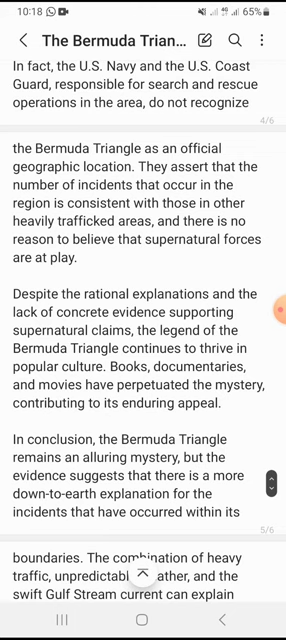 10:18 65%
The Bermuda Trian...
In fact, the U.S. Navy and the U.S. Coast
Guard, responsible for search and rescue
operations in the area, do not recognize
4/6
the Bermuda Triangle as an official
geographic location. They assert that the
number of incidents that occur in the
region is consistent with those in other
heavily trafficked areas, and there is no
reason to believe that supernatural forces
are at play.
Despite the rational explanations and the
lack of concrete evidence supporting
supernatural claims, the legend of the
Bermuda Triangle continues to thrive in
popular culture. Books, documentaries,
and movies have perpetuated the mystery,
contributing to its enduring appeal.
In conclusion, the Bermuda Triangle
remains an alluring mystery, but the
evidence suggests that there is a more
down-to-earth explanation for the
incidents that have occurred within its
5/6
boundaries. The combination of heavy
traffic, and the
swift Gulf Stream current can explain